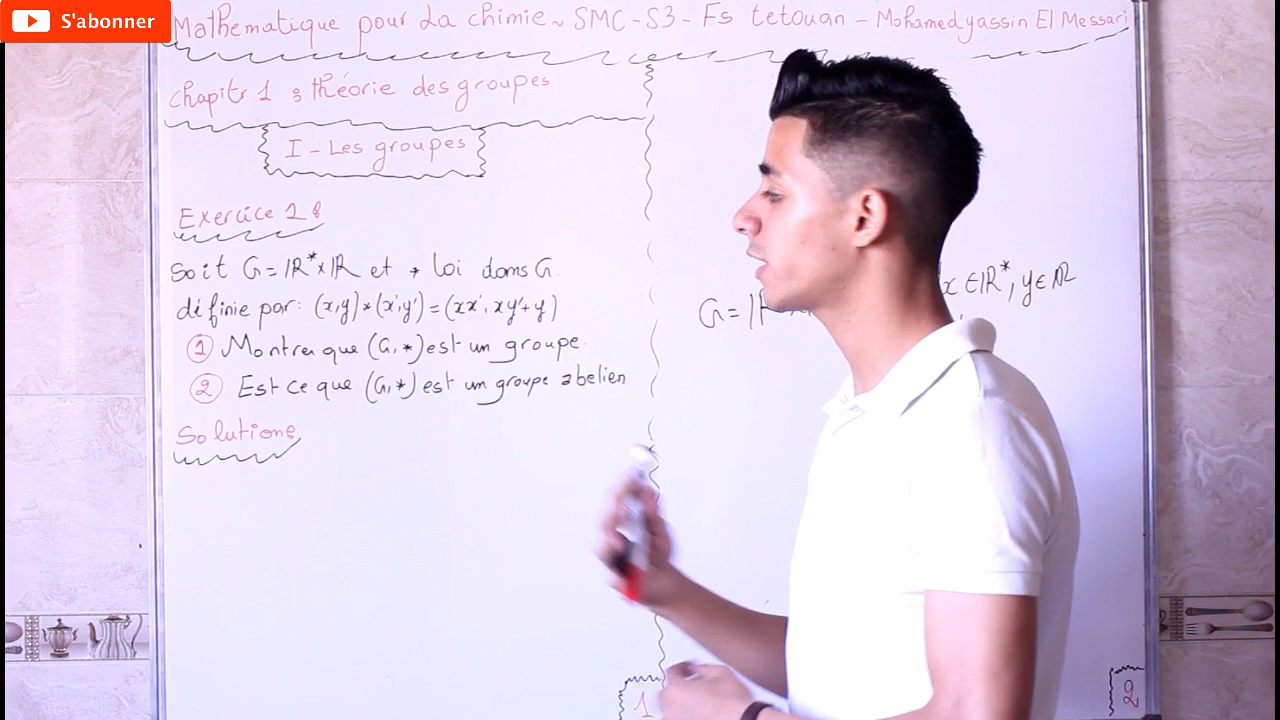 S'abonner
Mathematique pour La chimie ~ SMC - S3 - Fs tetouan - Mohamedyassin El Messari
chapitr 1 : théorie des groupes
I - Les groupes
Exercice 1 :
Soit G = IR* x IR et * loi dans G.
définie par : (x,y)*(x',y') = (xx', xy'+y)
① Montrer que (G,*) est un groupe.
② Est ce que (G,*) est un groupe abelien
Solution :
G = IR
x ∈ IR*, y ∈ IR
1
2